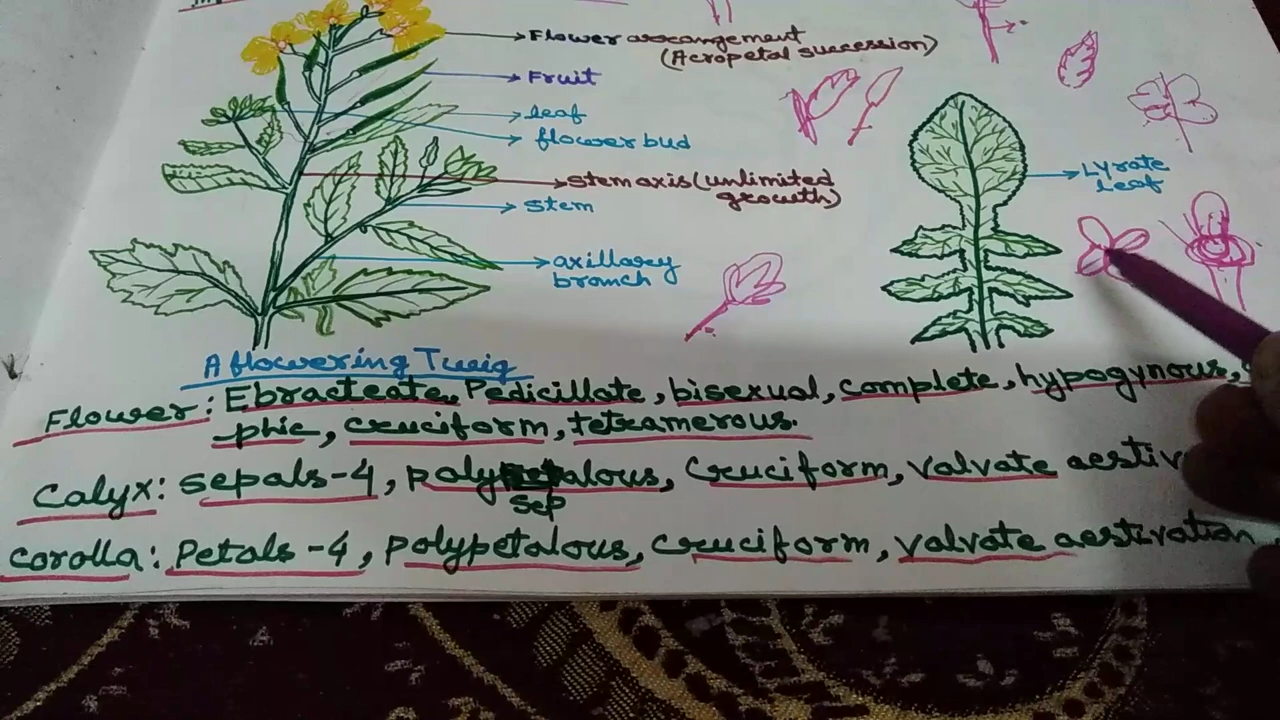 Flower arrangement
(Acropetal succession)
Fruit
leaf
flower bud
stem axis (unlimited
growth)
Stem
axillary
branch
Lyrate
leaf
A flowering Twig
Flower: Ebracteate, Pedicillate, bisexual, complete, hypogynous,
-phic, cruciform, tetramerous.
Calyx: sepals-4, polysepalous, Cruciform, valvate aestiv
Corolla: Petals-4, polypetalous, cruciform, valvate aestivation